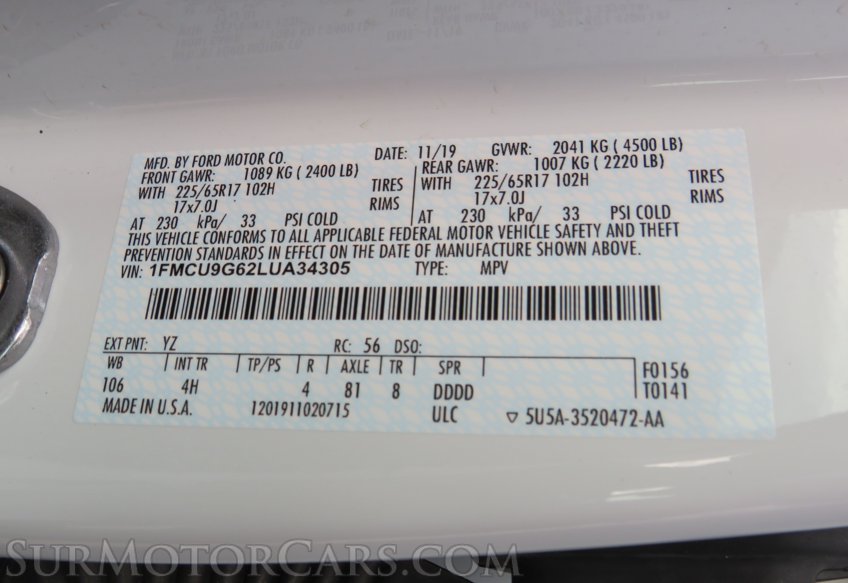 MFD. BY FORD MOTOR CO. DATE: 11/19 GVWR: 2041 KG ( 4500 LB)
FRONT GAWR: 1089 KG ( 2400 LB) REAR GAWR: 1007 KG ( 2220 LB)
WITH 225/65R17 102H TIRES WITH 225/65R17 102H TIRES
17x7.0J RIMS 17x7.0J RIMS
AT 230 kPa/ 33 PSI COLD AT 230 kPa/ 33 PSI COLD
THIS VEHICLE CONFORMS TO ALL APPLICABLE FEDERAL MOTOR VEHICLE SAFETY AND THEFT
PREVENTION STANDARDS IN EFFECT ON THE DATE OF MANUFACTURE SHOWN ABOVE.
VIN: 1FMCU9G62LUA34305 TYPE: MPV
EXT PNT: YZ RC: 56 DSO:
WB INT TR TP/PS R AXLE TR SPR F0156
106 4H 4 81 8 DDDD T0141
MADE IN U.S.A. 1201911020715 ULC ▽ 5U5A-3520472-AA
SURMOTORCARS.COM